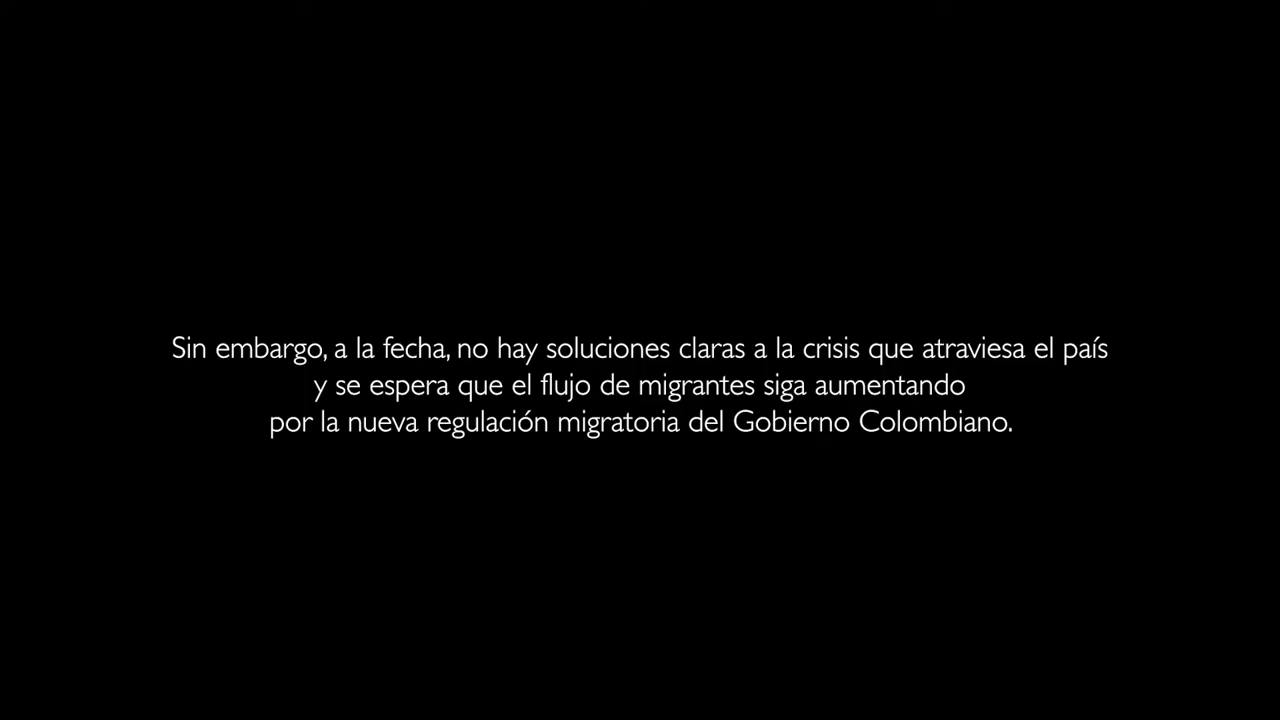 Sin embargo, a la fecha, no hay soluciones claras a la crisis que atraviesa el país
y se espera que el flujo de migrantes siga aumentando
por la nueva regulación migratoria del Gobierno Colombiano.